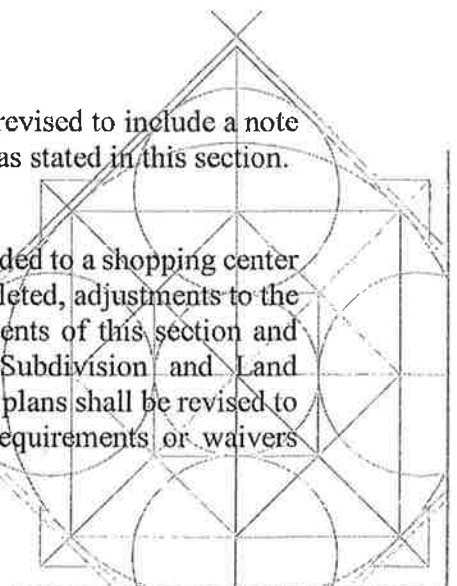 revised to include a note
as stated in this section.
ded to a shopping center
leted, adjustments to the
ents of this section and
Subdivision and Land
plans shall be revised to
equirements or waivers